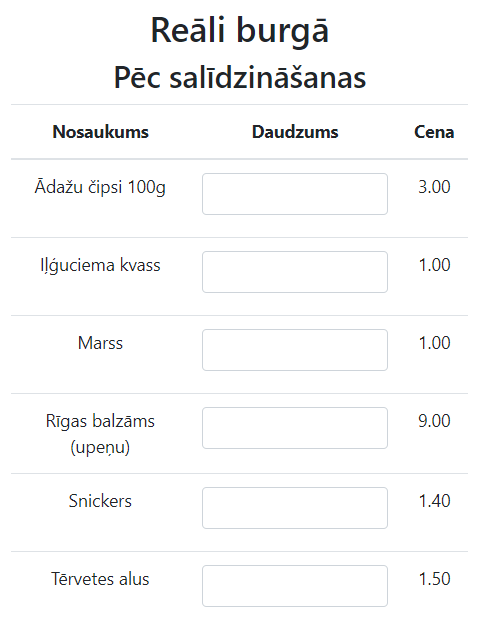 Reāli burgā
Pēc salīdzināšanas
Nosaukums Daudzums Cena
Ādažu čipsi 100g 3.00
Iļģuciema kvass 1.00
Marss 1.00
Rīgas balzāms 9.00
(upeņu)
Snickers 1.40
Tērvetes alus 1.50